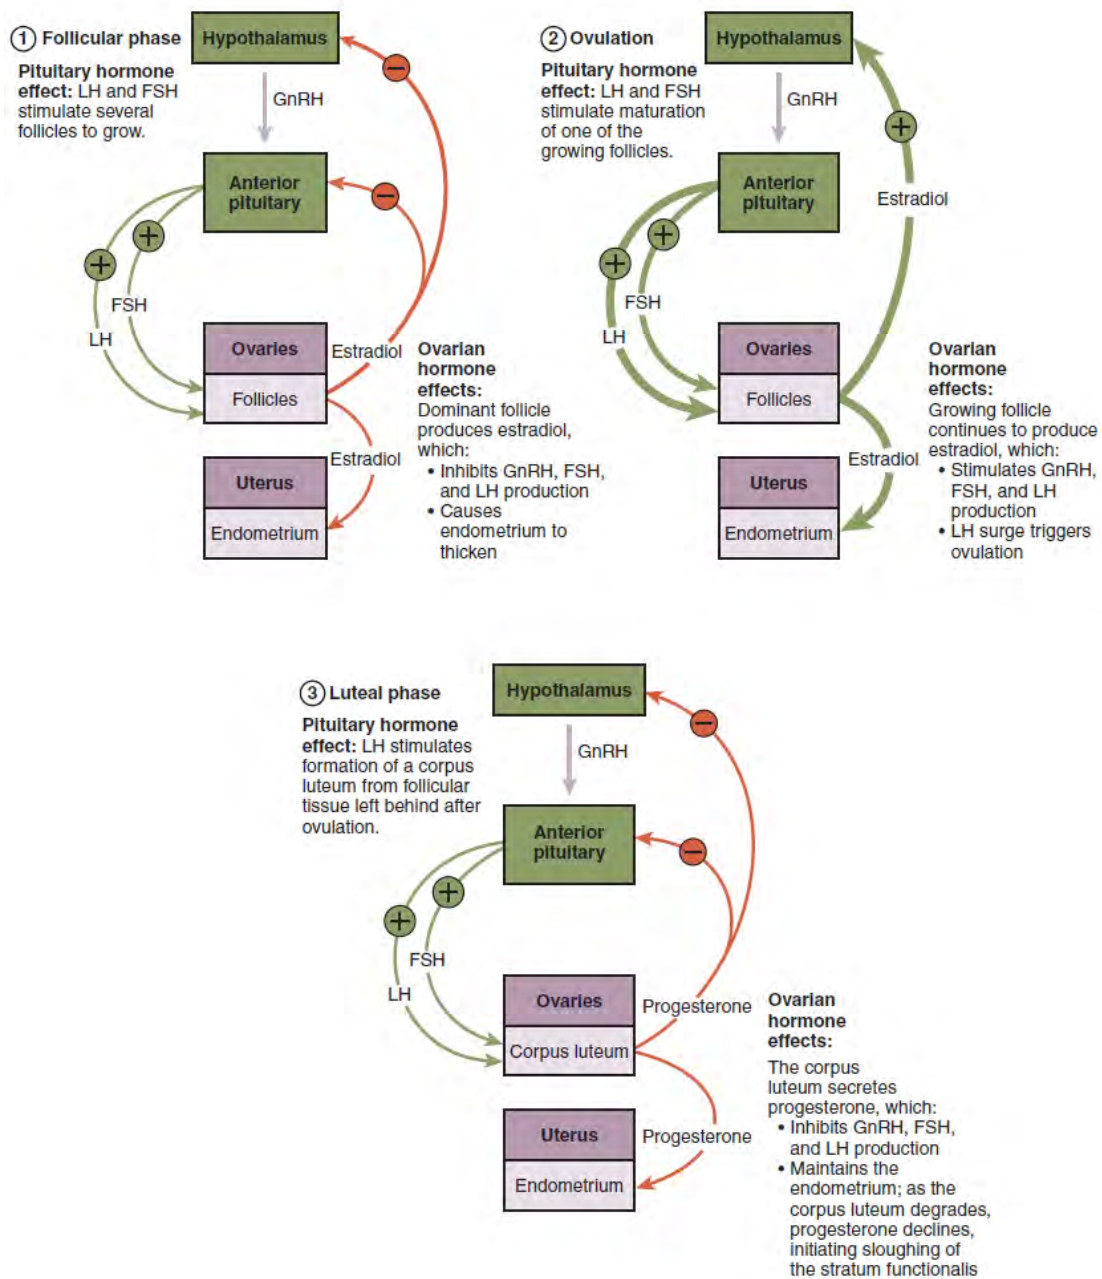 1 Follicular phase
Pituitary hormone
effect: LH and FSH
stimulate several
follicles to grow.
Hypothalamus
−
GnRH
Anterior
pituitary
−
+
+
FSH
LH
Ovaries
Follicles
Estradiol
Estradiol
Uterus
Endometrium
Ovarian
hormone
effects:
Dominant follicle
produces estradiol,
which:
• Inhibits GnRH, FSH,
and LH production
• Causes
endometrium to
thicken
2 Ovulation
Pituitary hormone
effect: LH and FSH
stimulate maturation
of one of the
growing follicles.
Hypothalamus
+
GnRH
Anterior
pituitary
Estradiol
+
+
FSH
LH
Ovaries
Follicles
Estradiol
Uterus
Endometrium
Ovarian
hormone
effects:
Growing follicle
continues to produce
estradiol, which:
• Stimulates GnRH,
FSH, and LH
production
• LH surge triggers
ovulation
3 Luteal phase
Pituitary hormone
effect: LH stimulates
formation of a corpus
luteum from follicular
tissue left behind after
ovulation.
Hypothalamus
−
GnRH
Anterior
pituitary
−
+
+
FSH
LH
Ovaries
Corpus luteum
Progesterone
Progesterone
Uterus
Endometrium
Ovarian
hormone
effects:
The corpus
luteum secretes
progesterone, which:
• Inhibits GnRH, FSH,
and LH production
• Maintains the
endometrium; as the
corpus luteum degrades,
progesterone declines,
initiating sloughing of
the stratum functionalis